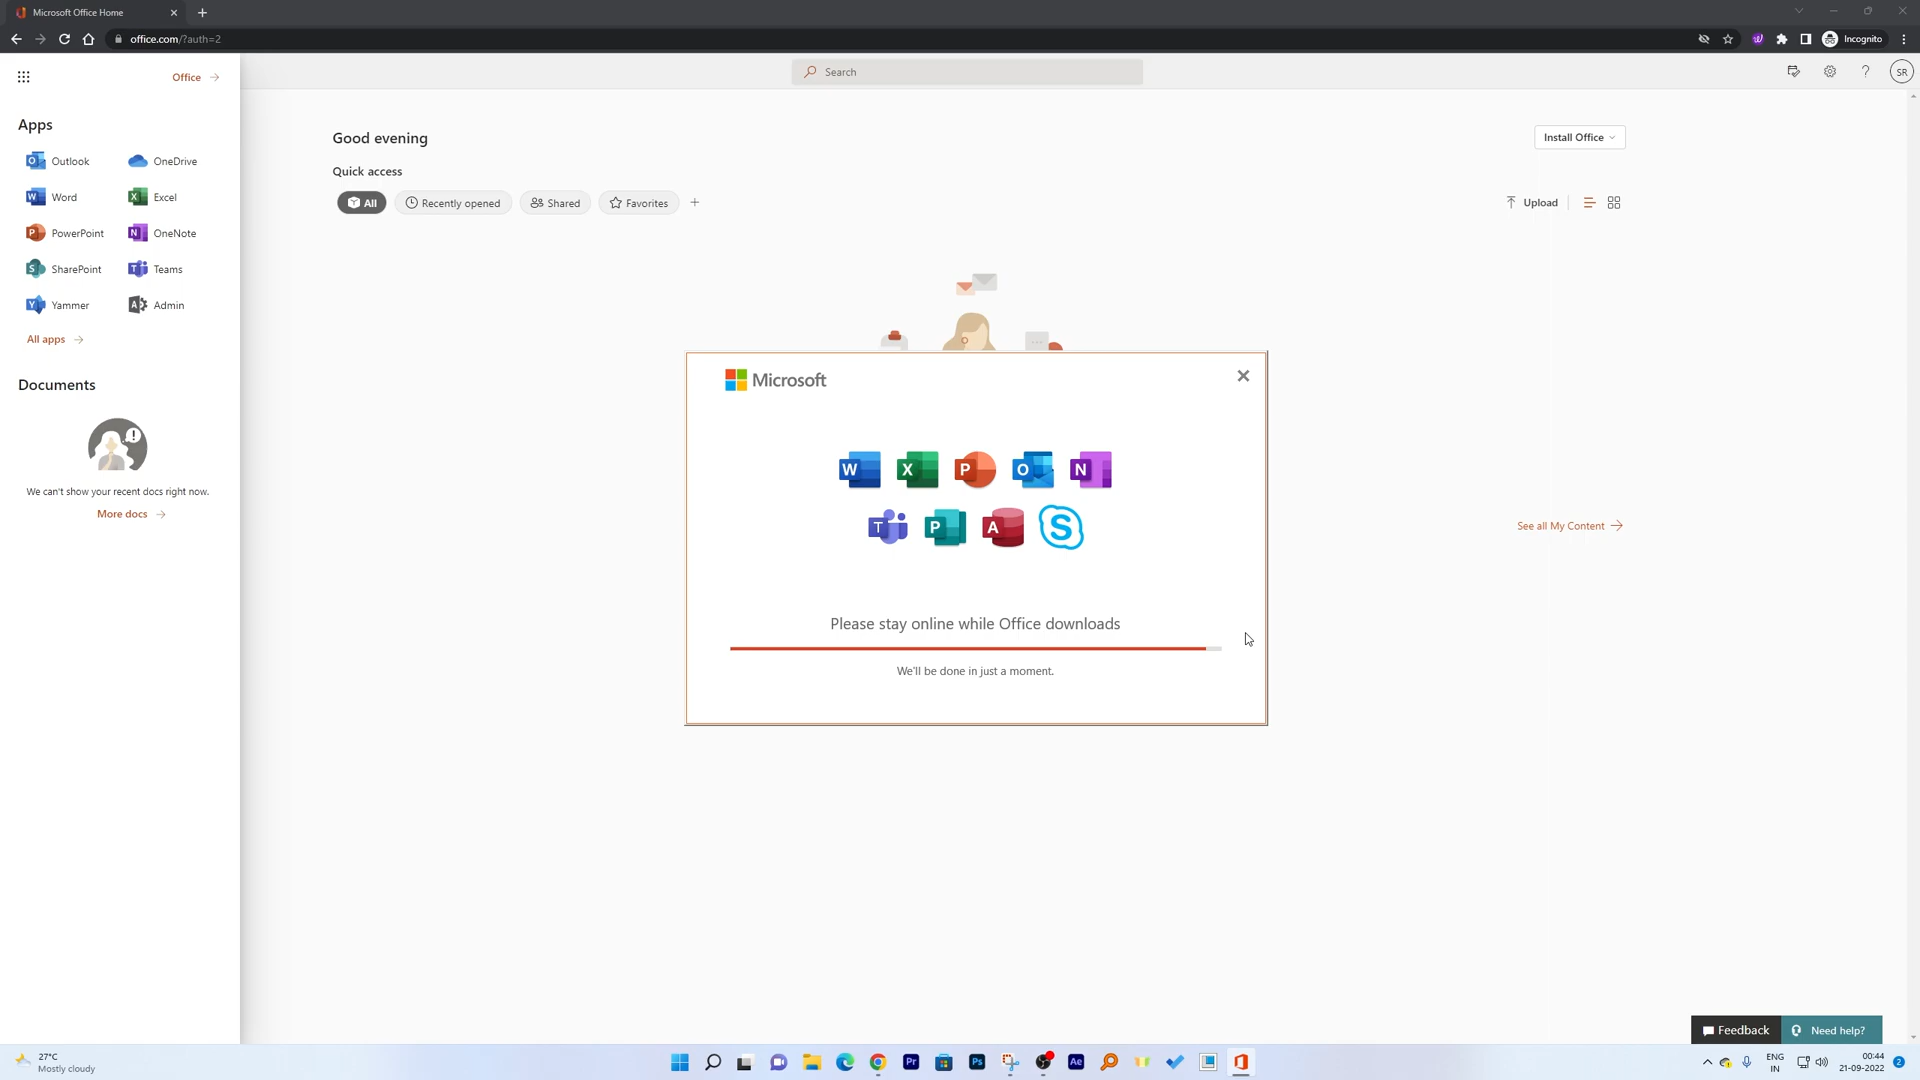 Microsoft Office Home
office.com/?auth=2
Incognito
Office
Search
SR
Apps
Outlook
OneDrive
Word
Excel
PowerPoint
OneNote
SharePoint
Teams
Yammer
Admin
All apps
Documents
We can't show your recent docs right now.
More docs
Good evening
Install Office
Quick access
All
Recently opened
Shared
Favorites
Upload
See all My Content
Microsoft
Please stay online while Office downloads
We'll be done in just a moment.
Feedback
Need help?
27°C
Mostly cloudy
ENG
IN
00:44
21-09-2022
2